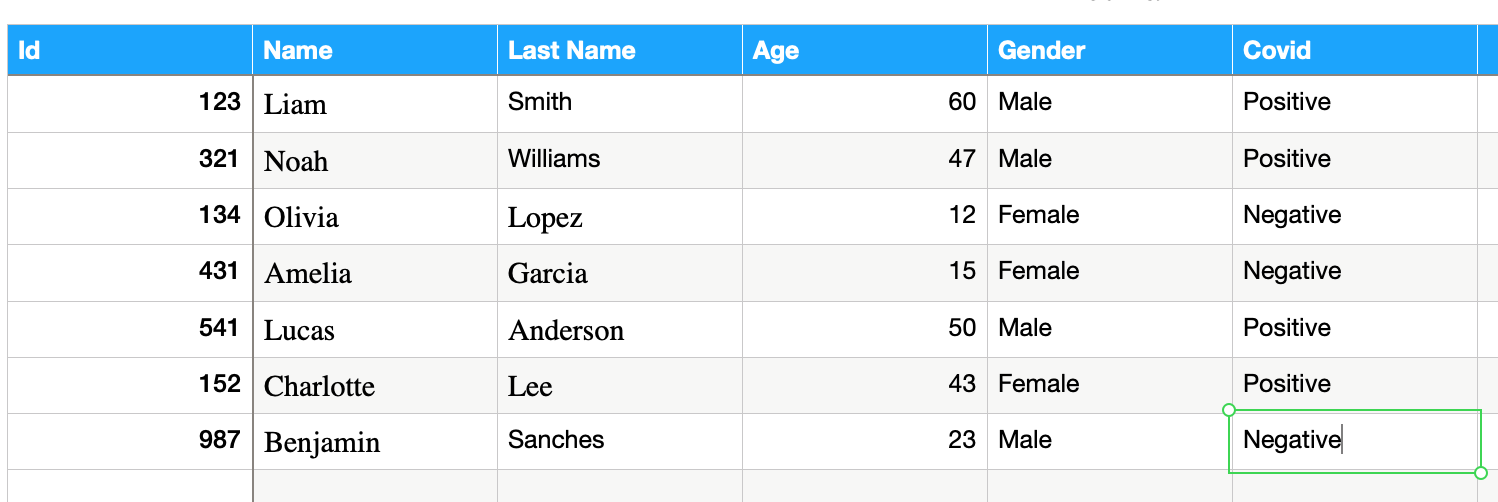 Id Name Last Name Age Gender Covid
123 Liam Smith 60 Male Positive
321 Noah Williams 47 Male Positive
134 Olivia Lopez 12 Female Negative
431 Amelia Garcia 15 Female Negative
541 Lucas Anderson 50 Male Positive
152 Charlotte Lee 43 Female Positive
987 Benjamin Sanches 23 Male Negative